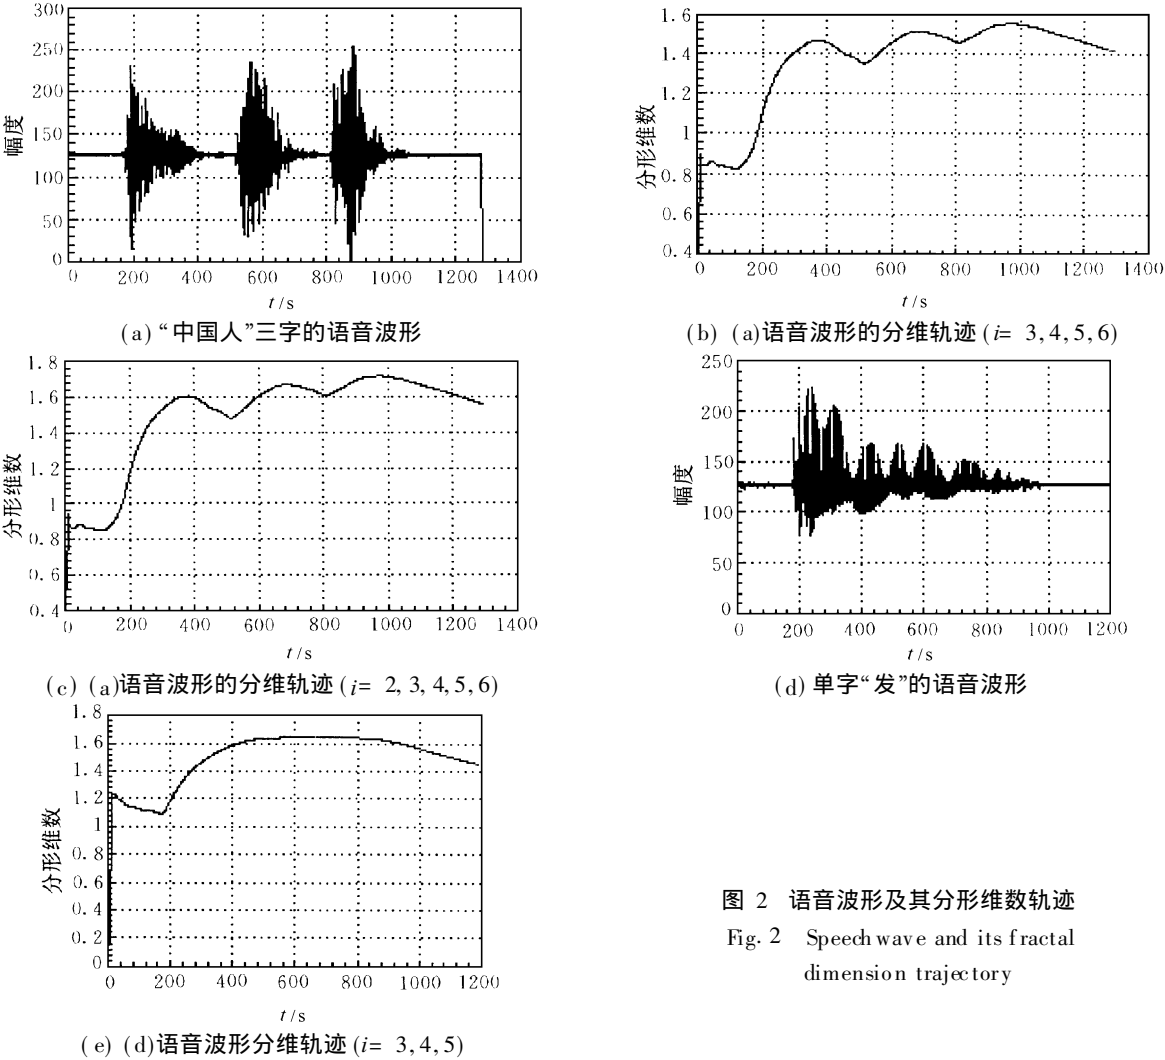 300
250
200
150
100
50
0
幅度
0 200 400 600 800 1000 1200 1400
t/s
(a) “中国人”三字的语音波形
1.6
1.4
1.2
1
0.8
0.6
0.4
分形维数
0 200 400 600 800 1000 1200 1400
t/s
(b) (a)语音波形的分维轨迹 (i= 3, 4, 5, 6)
1.8
1.6
1.4
1.2
1
0.8
0.6
0.4
分形维数
0 200 400 600 800 1000 1200 1400
t/s
(c) (a)语音波形的分维轨迹 (i= 2, 3, 4, 5, 6)
250
200
150
100
50
0
幅度
0 200 400 600 800 1000 1200
t/s
(d) 单字“发”的语音波形
1.8
1.6
1.4
1.2
1
0.8
0.6
0.4
0.2
0
分形维数
0 200 400 600 800 1000 1200
t/s
(e) (d)语音波形分维轨迹 (i= 3, 4, 5)
图 2 语音波形及其分形维数轨迹
Fig. 2 Speech wave and its fractal
dimension trajectory